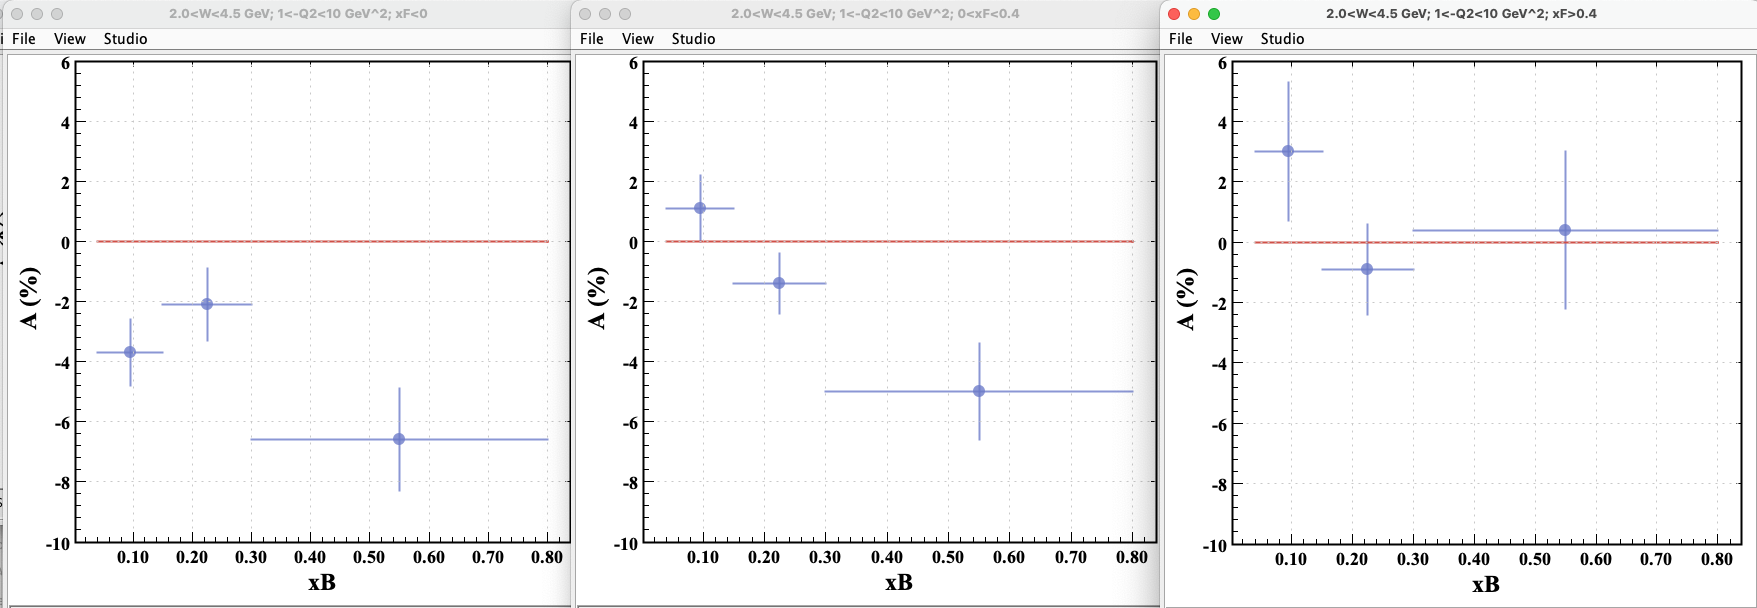 2.0<W<4.5 GeV; 1<-Q2<10 GeV^2; xF<0
File View Studio
6
4
2
0
-2
-4
-6
-8
-10
A (%)
0.10 0.20 0.30 0.40 0.50 0.60 0.70 0.80
xB
2.0<W<4.5 GeV; 1<-Q2<10 GeV^2; 0<xF<0.4
File View Studio
6
4
2
0
-2
-4
-6
-8
-10
A (%)
0.10 0.20 0.30 0.40 0.50 0.60 0.70 0.80
xB
2.0<W<4.5 GeV; 1<-Q2<10 GeV^2; xF>0.4
File View Studio
6
4
2
0
-2
-4
-6
-8
-10
A (%)
0.10 0.20 0.30 0.40 0.50 0.60 0.70 0.80
xB